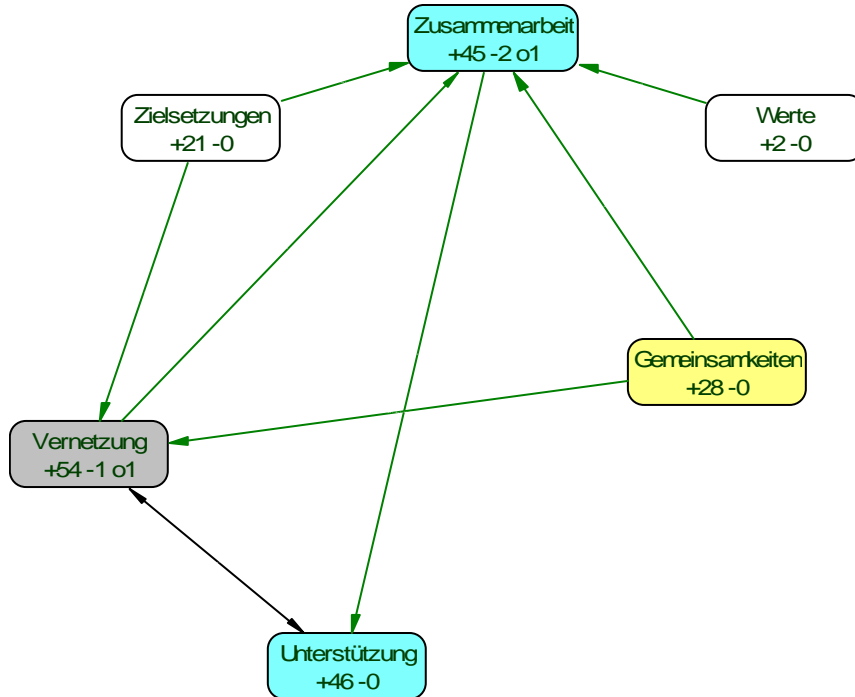 Zusammenarbeit
+45 -2 o1
Zielsetzungen
+21 -0
Werte
+2 -0
Gemeinsamkeiten
+28 -0
Vernetzung
+54 -1 o1
Unterstützung
+46 -0